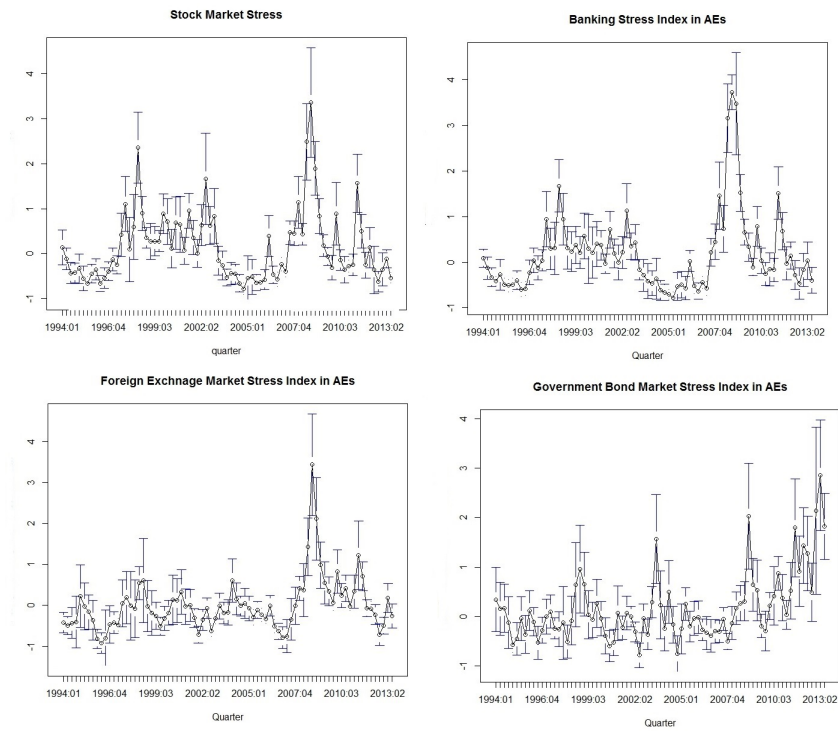 Stock Market Stress
4
3
2
1
0
-1
1994:01 1996:04 1999:03 2002:02 2005:01 2007:04 2010:03 2013:02
quarter
Banking Stress Index in AEs
4
3
2
1
0
-1
1994:01 1996:04 1999:03 2002:02 2005:01 2007:04 2010:03 2013:02
Quarter
Foreign Exchnage Market Stress Index in AEs
4
3
2
1
0
-1
1994:01 1996:04 1999:03 2002:02 2005:01 2007:04 2010:03 2013:02
Quarter
Government Bond Market Stress Index in AEs
4
3
2
1
0
-1
1994:01 1996:04 1999:03 2002:02 2005:01 2007:04 2010:03 2013:02
Quarter